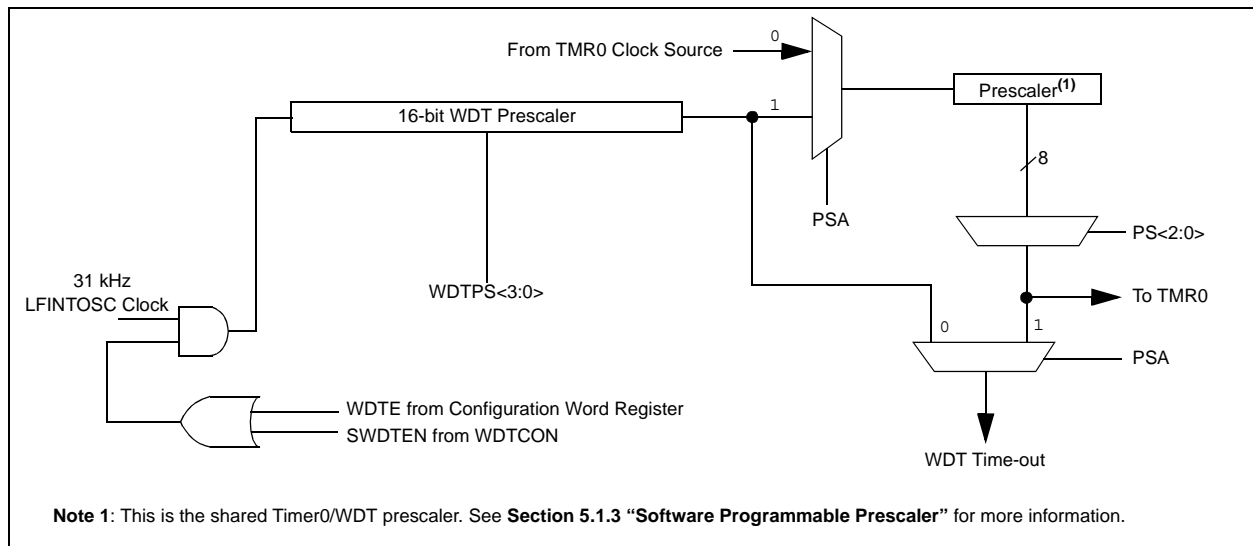 From TMR0 Clock Source
0
Prescaler(1)
16-bit WDT Prescaler
1
8
PSA
PS<2:0>
31 kHz
LFINTOSC Clock
WDTPS<3:0>
To TMR0
0
1
PSA
WDTE from Configuration Word Register
SWDTEN from WDTCON
WDT Time-out
Note 1: This is the shared Timer0/WDT prescaler. See Section 5.1.3 “Software Programmable Prescaler” for more information.